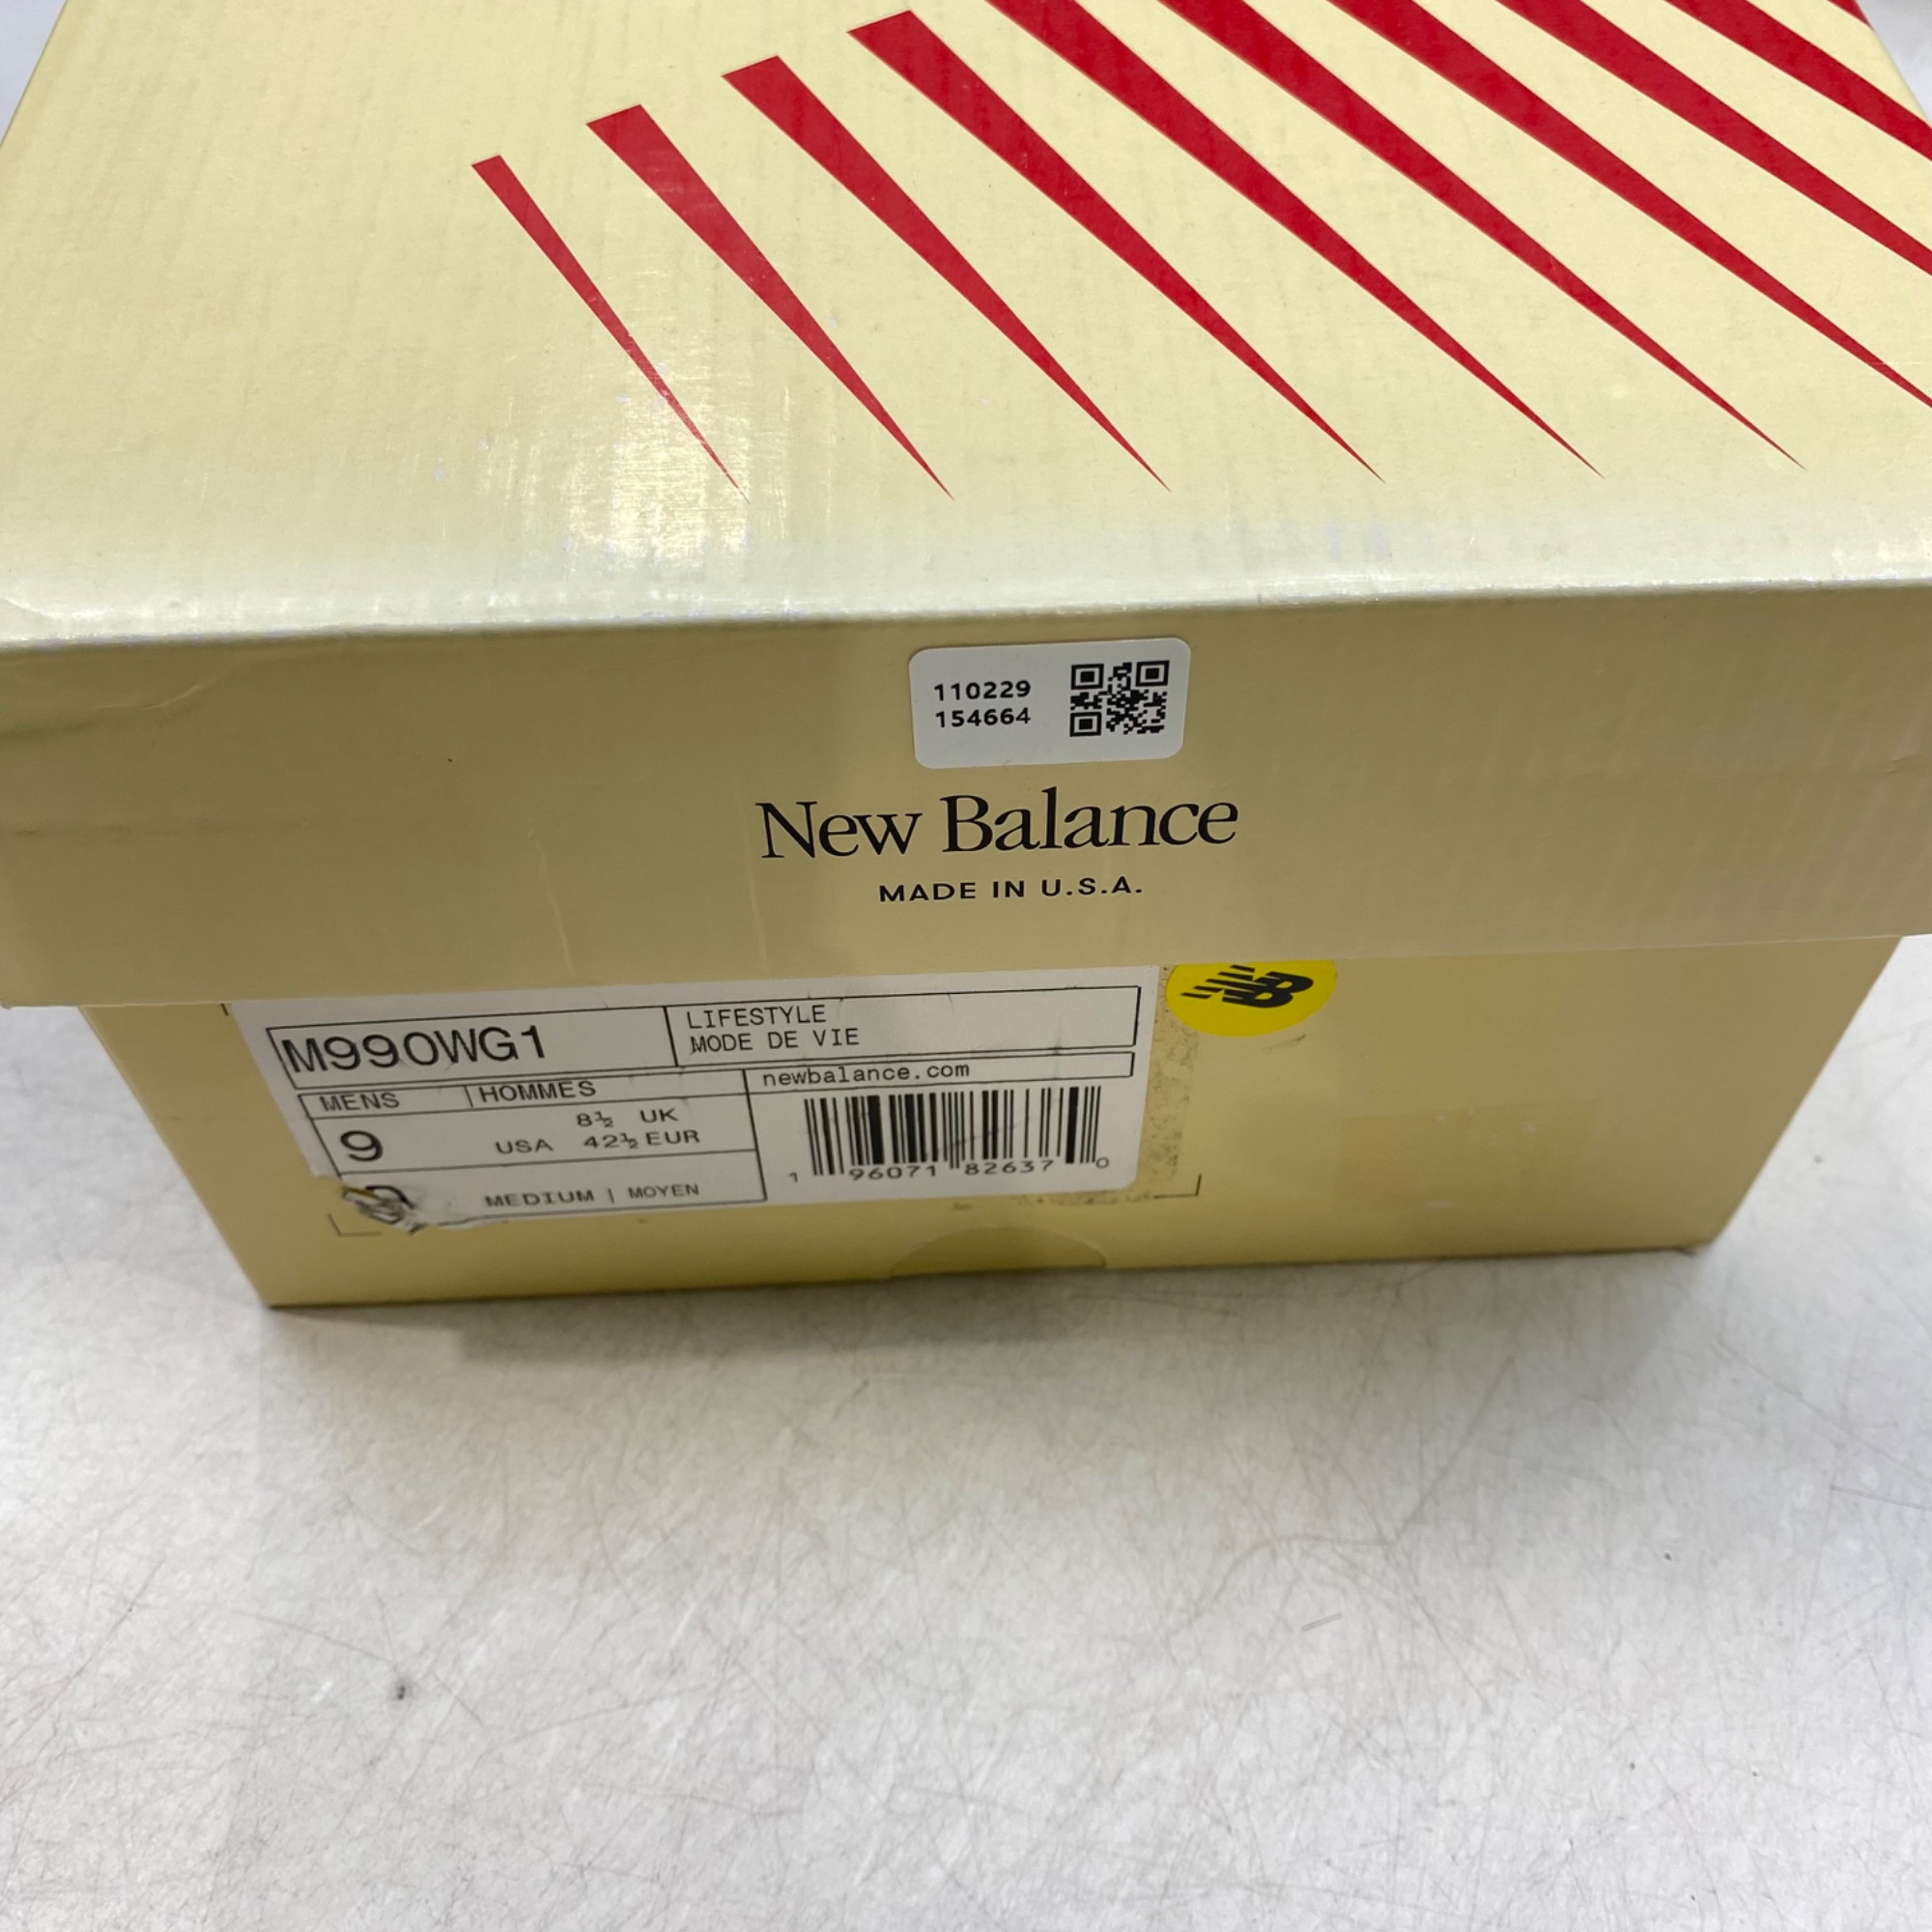 110229
154664
New Balance
MADE IN U.S.A.
M990WG1
LIFESTYLE
MODE DE VIE
newbalance.com
MENS HOMMES
8½ UK
9 USA 42½ EUR
D MEDIUM | MOYEN
1 96071 82637 0